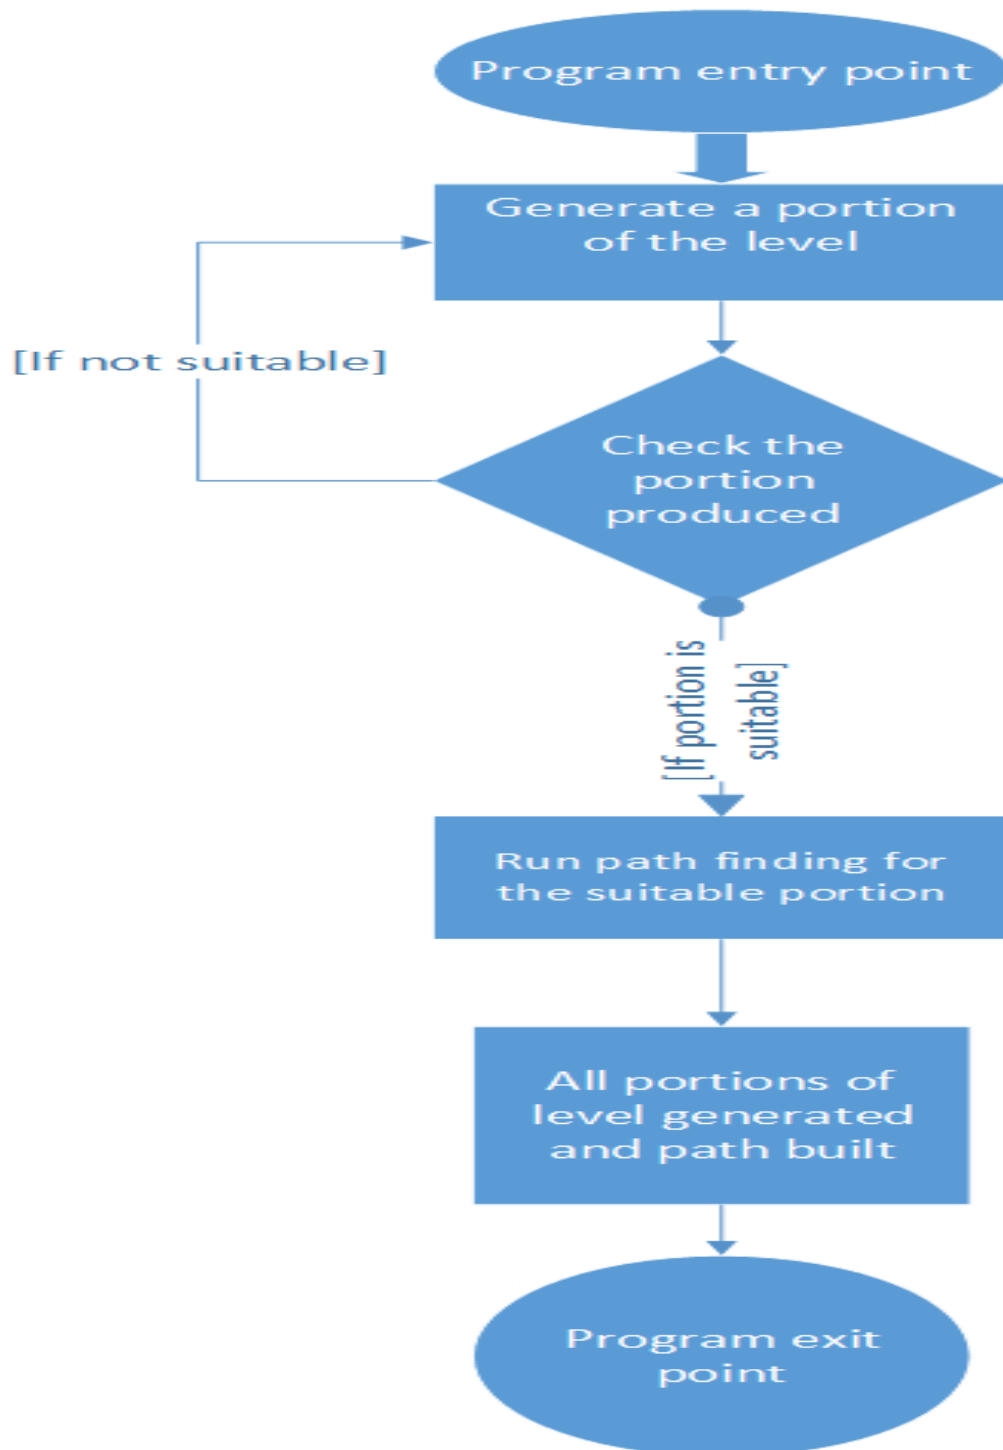 Program entry point
Generate a portion
of the level
[If not suitable]
Check the
portion
produced
[If portion is
suitable]
Run path finding for
the suitable portion
All portions of
level generated
and path built
Program exit
point